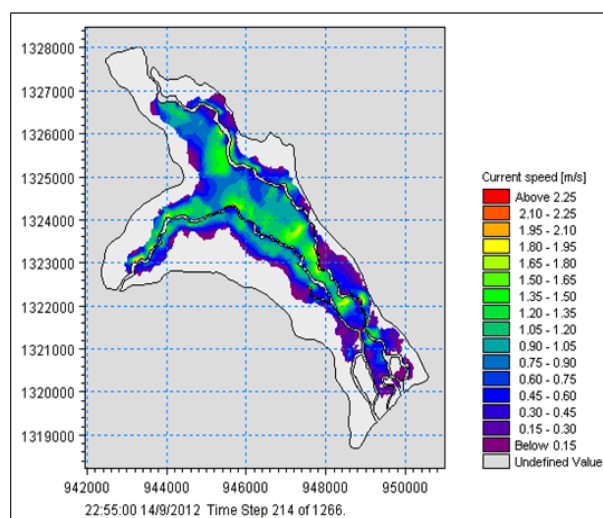 1328000
1327000
1326000
1325000
1324000
1323000
1322000
1321000
1320000
1319000
942000 944000 946000 948000 950000
22:55:00 14/9/2012 Time Step 214 of 1266.
Current speed [m/s]
Above 2.25
2.10 - 2.25
1.95 - 2.10
1.80 - 1.95
1.65 - 1.80
1.50 - 1.65
1.35 - 1.50
1.20 - 1.35
1.05 - 1.20
0.90 - 1.05
0.75 - 0.90
0.60 - 0.75
0.45 - 0.60
0.30 - 0.45
0.15 - 0.30
Below 0.15
Undefined Value